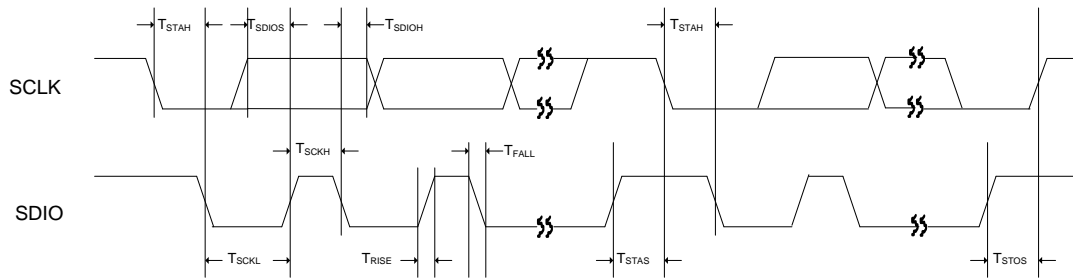 TSTAH TSDIOS TSDIOH TSTAH
SCLK
TSCKH TFALL
SDIO
TSCKL TRISE TSTAS TSTOS